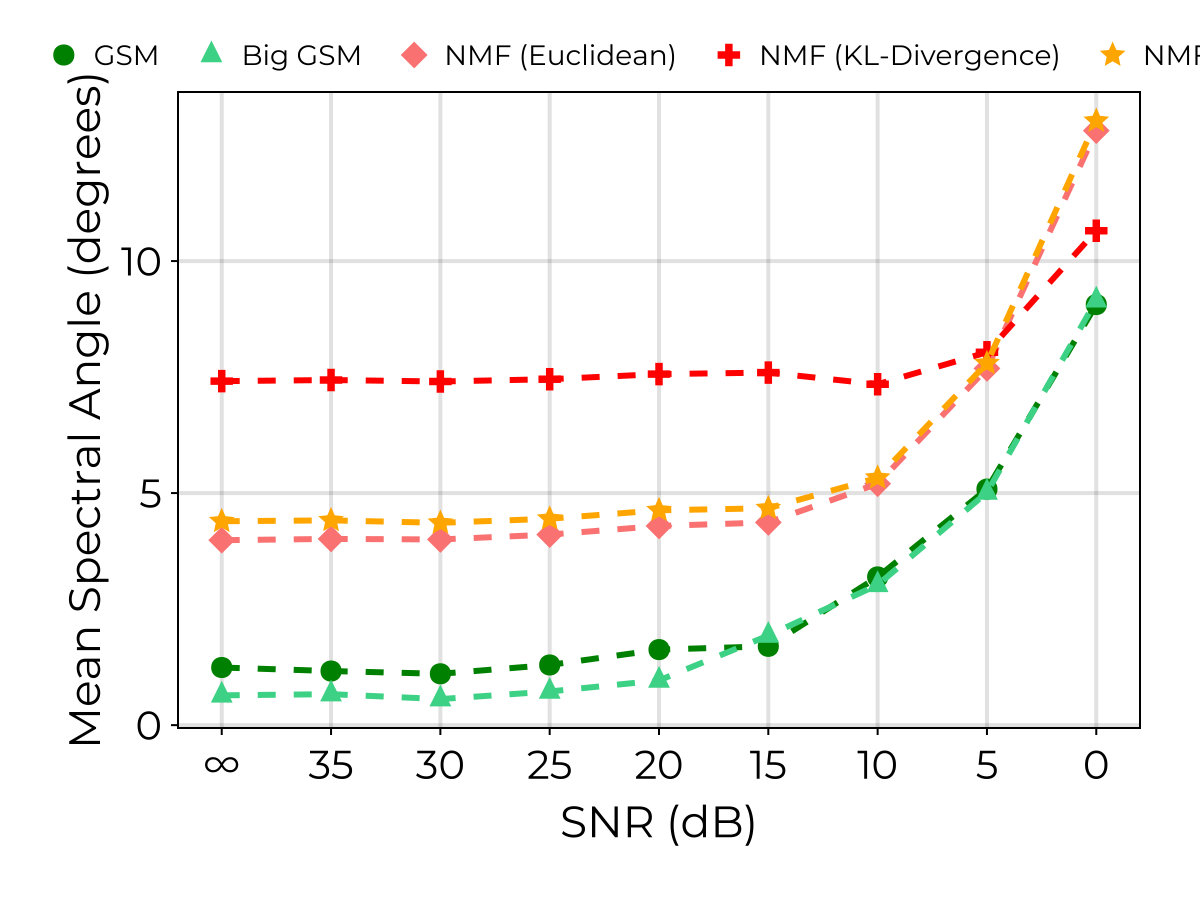 GSM Big GSM NMF (Euclidean) NMF (KL-Divergence) NMF
Mean Spectral Angle (degrees)
10
5
0
∞ 35 30 25 20 15 10 5 0
SNR (dB)